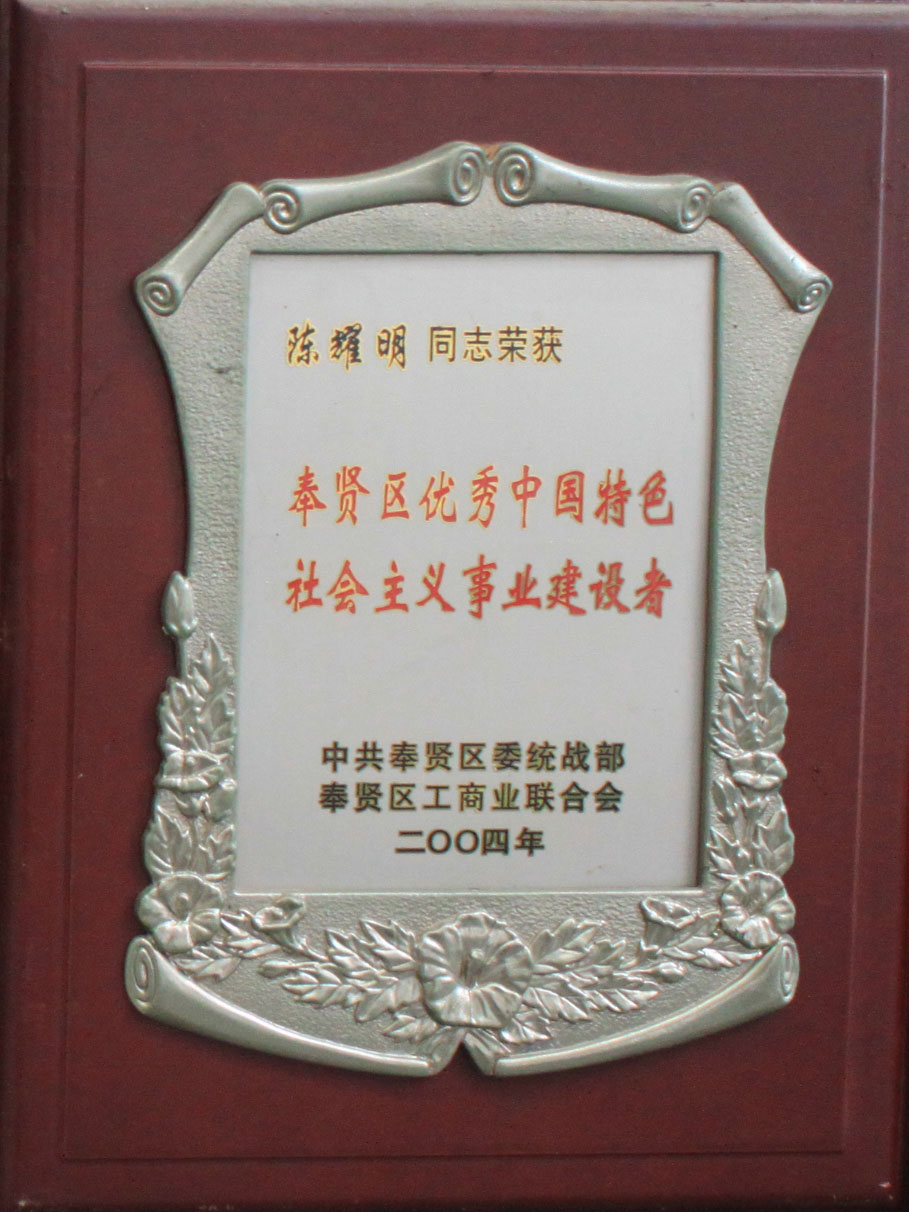 陈耀明 同志荣获
奉贤区优秀中国特色
社会主义事业建设者
中共奉贤区委统战部
奉贤区工商业联合会
二〇〇四年